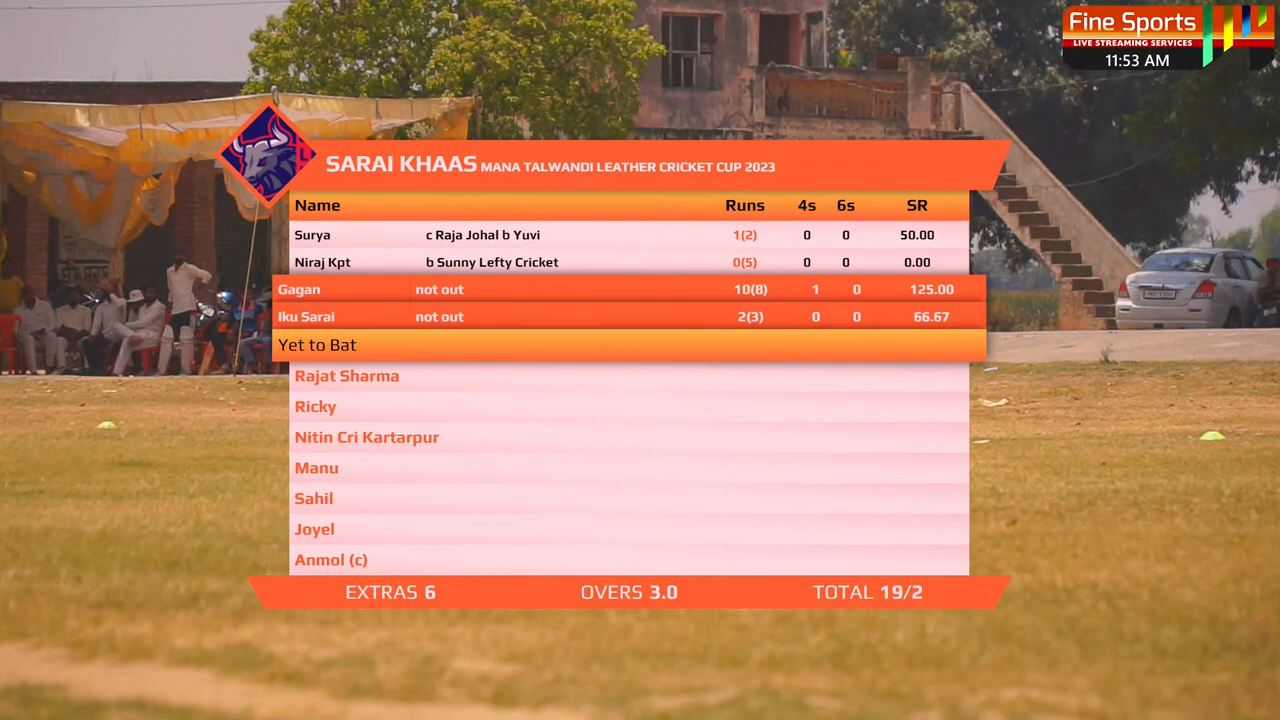 Fine Sports
LIVE STREAMING SERVICES
11:53 AM
SARAI KHAAS MANA TALWANDI LEATHER CRICKET CUP 2023
Name Runs 4s 6s SR
Surya c Raja Johal b Yuvi 1(2) 0 0 50.00
Niraj Kpt b Sunny Lefty Cricket 0(5) 0 0 0.00
Gagan not out 10(8) 1 0 125.00
Iku Sarai not out 2(3) 0 0 66.67
Yet to Bat
Rajat Sharma
Ricky
Nitin Cri Kartarpur
Manu
Sahil
Joyel
Anmol (c)
EXTRAS 6 OVERS 3.0 TOTAL 19/2